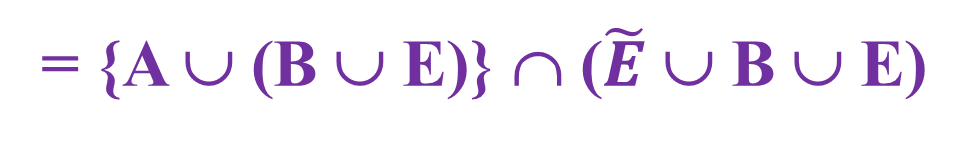 = {A ∪ (B ∪ E)} ∩ (Ẽ ∪ B ∪ E)